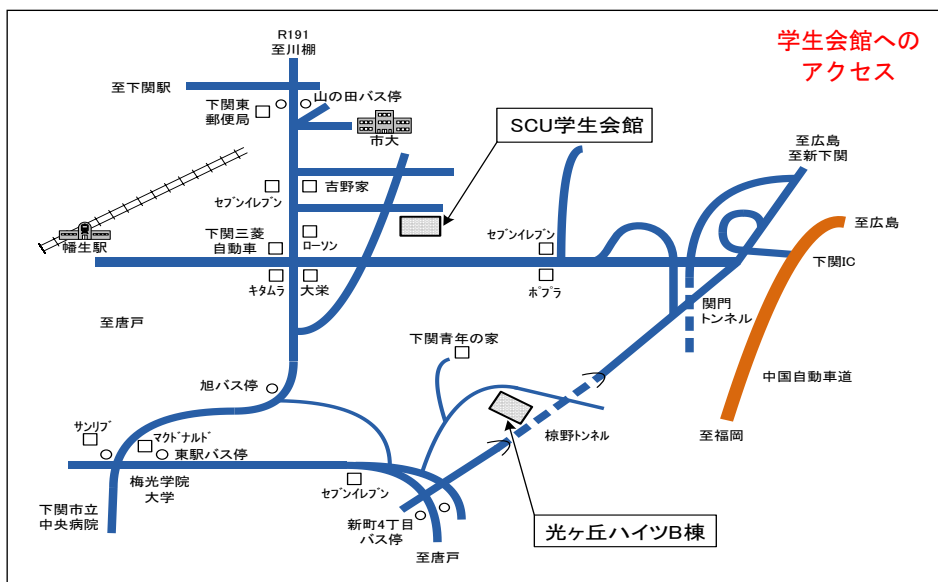 学生会館への
アクセス
R191
至川棚
至下関駅
下関東
郵便局
山の田バス停
市大
SCU学生会館
至広島
至新下関
セブンイレブン
吉野家
幡生駅
下関三菱
自動車
ローソン
セブンイレブン
至広島
下関IC
キタムラ
大栄
ポプラ
関門
トンネル
至唐戸
下関青年の家
中国自動車道
旭バス停
サンリブ
マクドナルド
東駅バス停
椋野トンネル
至福岡
梅光学院
大学
セブンイレブン
下関市立
中央病院
新町4丁目
バス停
光ヶ丘ハイツB棟
至唐戸